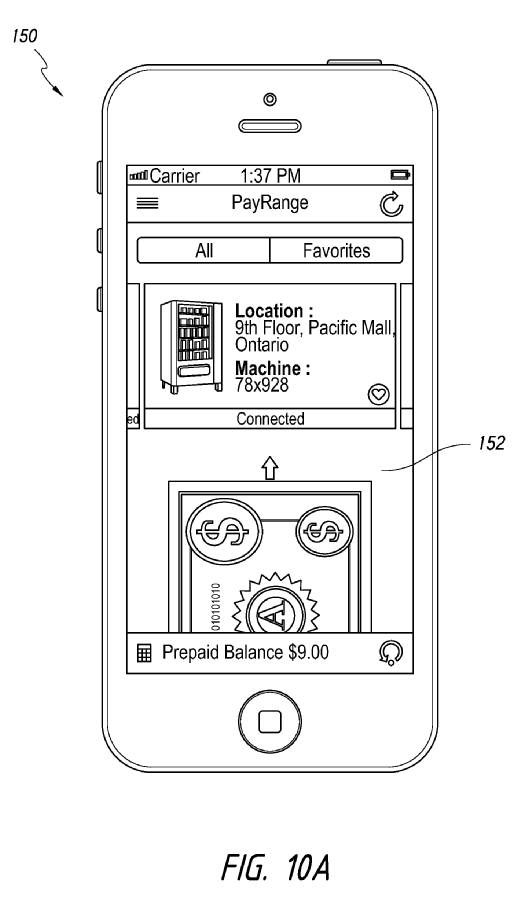 150
Carrier 1:37 PM
PayRange
All Favorites
Location :
9th Floor, Pacific Mall,
Ontario
Machine :
78x928
ed Connected
152
$ $
010101010
A
Prepaid Balance $9.00
FIG. 10A